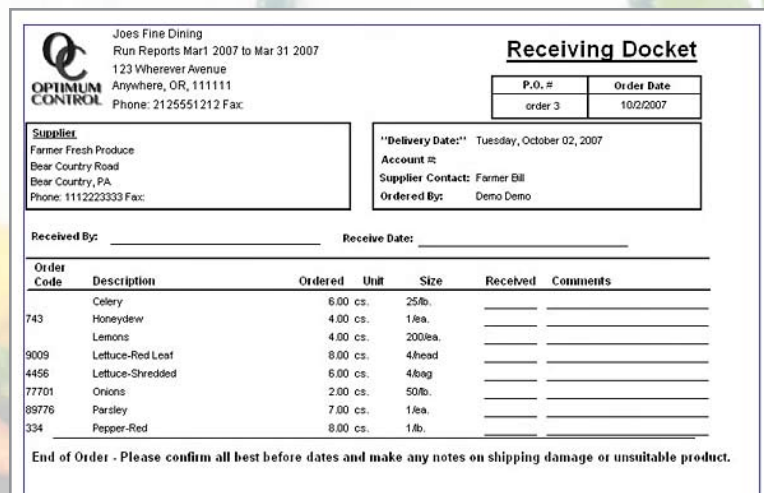 OC
OPTIMUM
CONTROL
Joes Fine Dining
Run Reports Mar1 2007 to Mar 31 2007
123 Wherever Avenue
Anywhere, OR, 111111
Phone: 2125551212 Fax:
Receiving Docket
P.O. # Order Date
order 3 10/2/2007
Supplier
Farmer Fresh Produce
Bear Country Road
Bear Country, PA
Phone: 1112223333 Fax:
"Delivery Date:" Tuesday, October 02, 2007
Account #:
Supplier Contact: Farmer Bill
Ordered By: Demo Demo
Received By: Receive Date:
Order Code Description Ordered Unit Size Received Comments
Celery 6.00 cs. 25/lb.
743 Honeydew 4.00 cs. 1/ea.
Lemons 4.00 cs. 200/ea.
9009 Lettuce-Red Leaf 8.00 cs. 4/head
4456 Lettuce-Shredded 6.00 cs. 4/bag
77701 Onions 2.00 cs. 50/lb.
89776 Parsley 7.00 cs. 1/ea.
334 Pepper-Red 8.00 cs. 1/lb.
End of Order - Please confirm all best before dates and make any notes on shipping damage or unsuitable product.